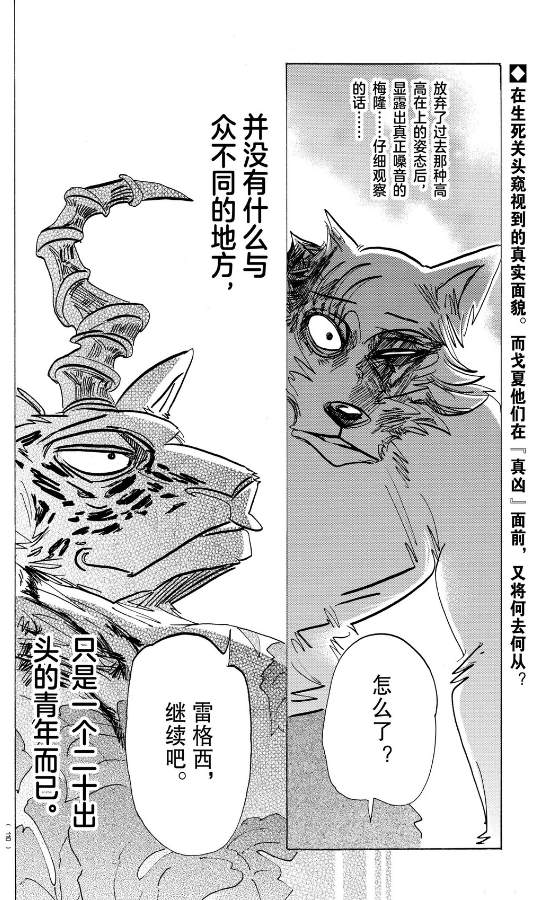 ◆在生死关头窥视到的真实面貌。而戈夏他们在『真凶』面前，又将何去何从？
放弃了过去那种高
高在上的姿态后，
显露出真正嗓音的
梅隆……仔细观察
的话……
怎么了？
并没有什么与
众不同的地方，
雷格西，
继续吧。
只是一个二十出
头的青年而已。